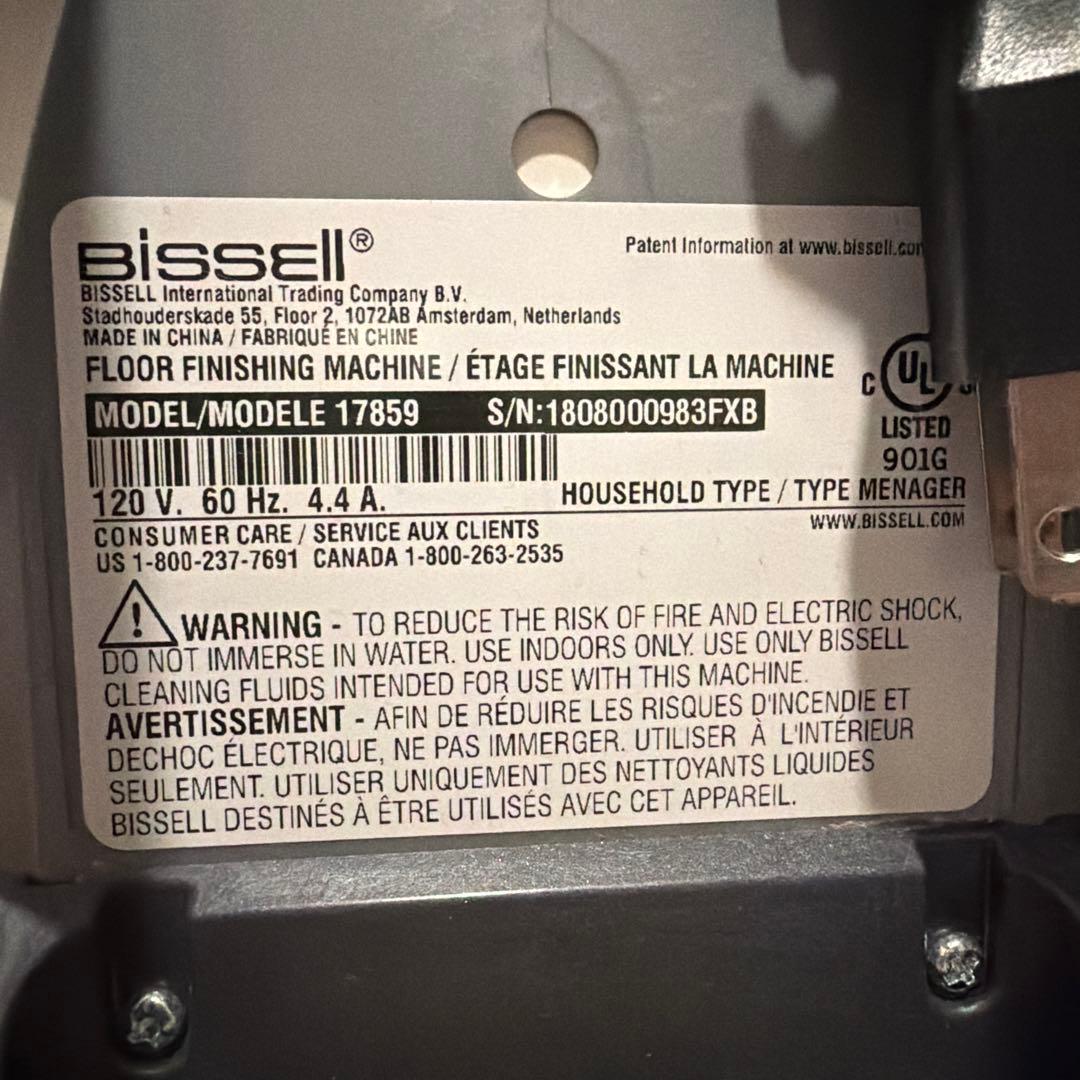 BISSELL®
Patent Information at www.bissell.com
BISSELL International Trading Company B.V.
Stadhouderskade 55, Floor 2, 1072AB Amsterdam, Netherlands
MADE IN CHINA / FABRIQUÉ EN CHINE
FLOOR FINISHING MACHINE / ÉTAGE FINISSANT LA MACHINE
MODEL/MODELE 17859 S/N:1808000983FXB
C UL US
LISTED
901G
120 V. 60 Hz. 4.4 A.
HOUSEHOLD TYPE / TYPE MENAGER
WWW.BISSELL.COM
CONSUMER CARE / SERVICE AUX CLIENTS
US 1-800-237-7691 CANADA 1-800-263-2535
WARNING - TO REDUCE THE RISK OF FIRE AND ELECTRIC SHOCK,
DO NOT IMMERSE IN WATER. USE INDOORS ONLY. USE ONLY BISSELL
CLEANING FLUIDS INTENDED FOR USE WITH THIS MACHINE.
AVERTISSEMENT - AFIN DE RÉDUIRE LES RISQUES D'INCENDIE ET
DECHOC ÉLECTRIQUE, NE PAS IMMERGER. UTILISER À L'INTÉRIEUR
SEULEMENT. UTILISER UNIQUEMENT DES NETTOYANTS LIQUIDES
BISSELL DESTINÉS À ÊTRE UTILISÉS AVEC CET APPAREIL.